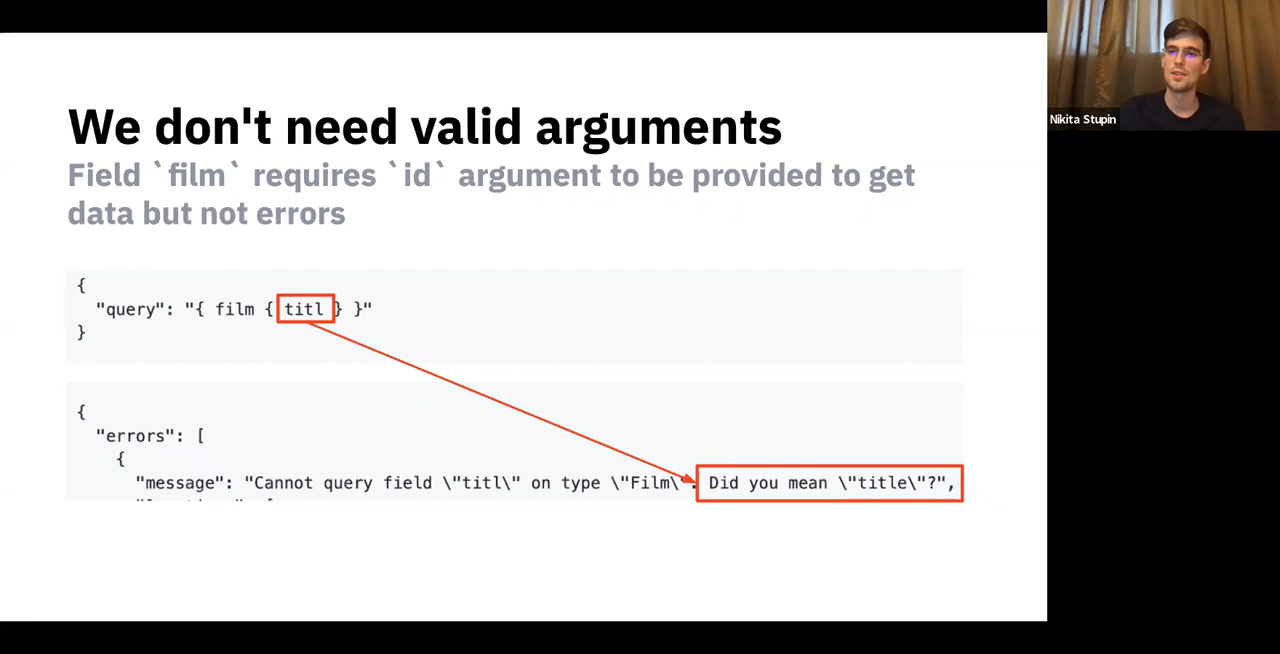 We don't need valid arguments
Field `film` requires `id` argument to be provided to get
data but not errors
{
"query": "{ film { titl } }"
}
{
"errors": [
{
"message": "Cannot query field \"titl\" on type \"Film\". Did you mean \"title\"?",
Nikita Stupin